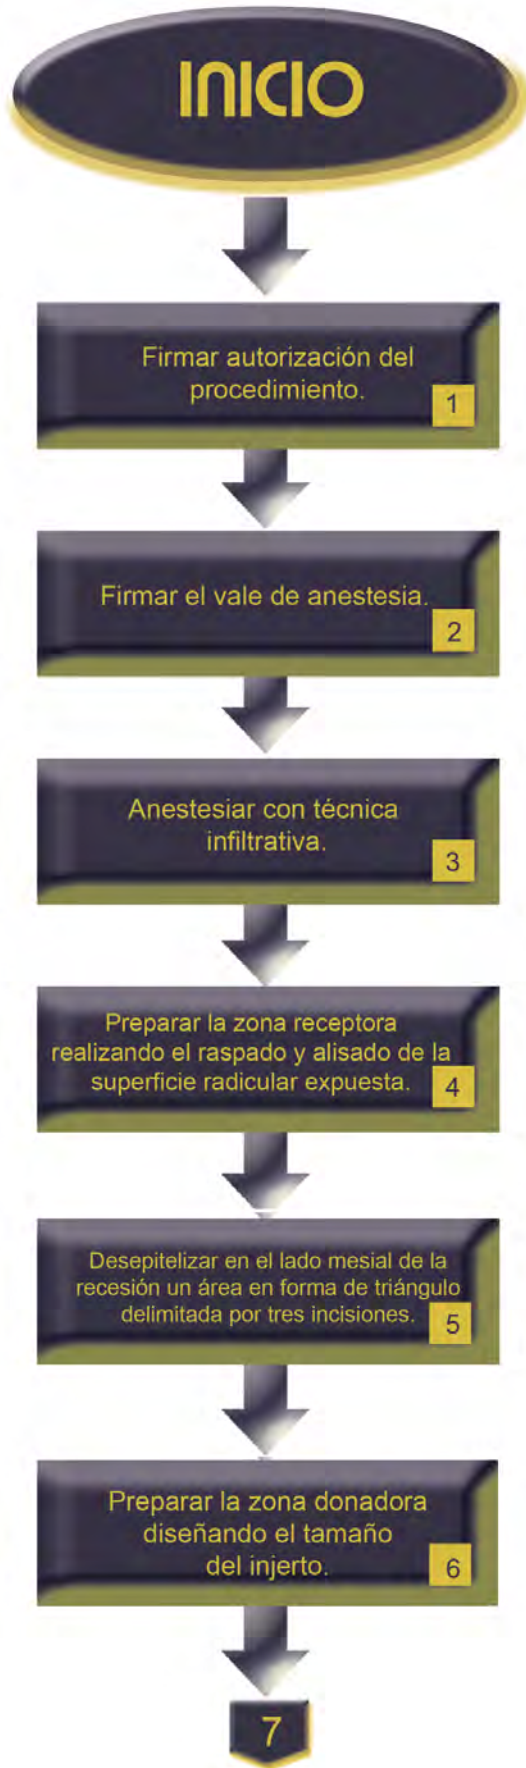 INICIO
Firmar autorización del
procedimiento.
1
Firmar el vale de anestesia.
2
Anestesiar con técnica
infiltrativa.
3
Preparar la zona receptora
realizando el raspado y alisado de la
superficie radicular expuesta.
4
Desepitelizar en el lado mesial de la
recesión un área en forma de triángulo
delimitada por tres incisiones.
5
Preparar la zona donadora
diseñando el tamaño
del injerto.
6
7